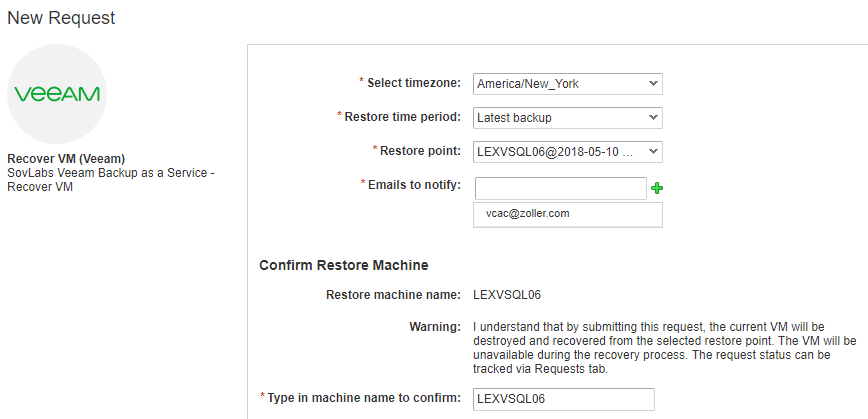 New Request
veeam
Recover VM (Veeam)
SovLabs Veeam Backup as a Service -
Recover VM
* Select timezone: America/New_York
* Restore time period: Latest backup
* Restore point: LEXVSQL06@2018-05-10 ...
* Emails to notify:
vcac@zoller.com
Confirm Restore Machine
Restore machine name: LEXVSQL06
Warning: I understand that by submitting this request, the current VM will be
destroyed and recovered from the selected restore point. The VM will be
unavailable during the recovery process. The request status can be
tracked via Requests tab.
* Type in machine name to confirm: LEXVSQL06